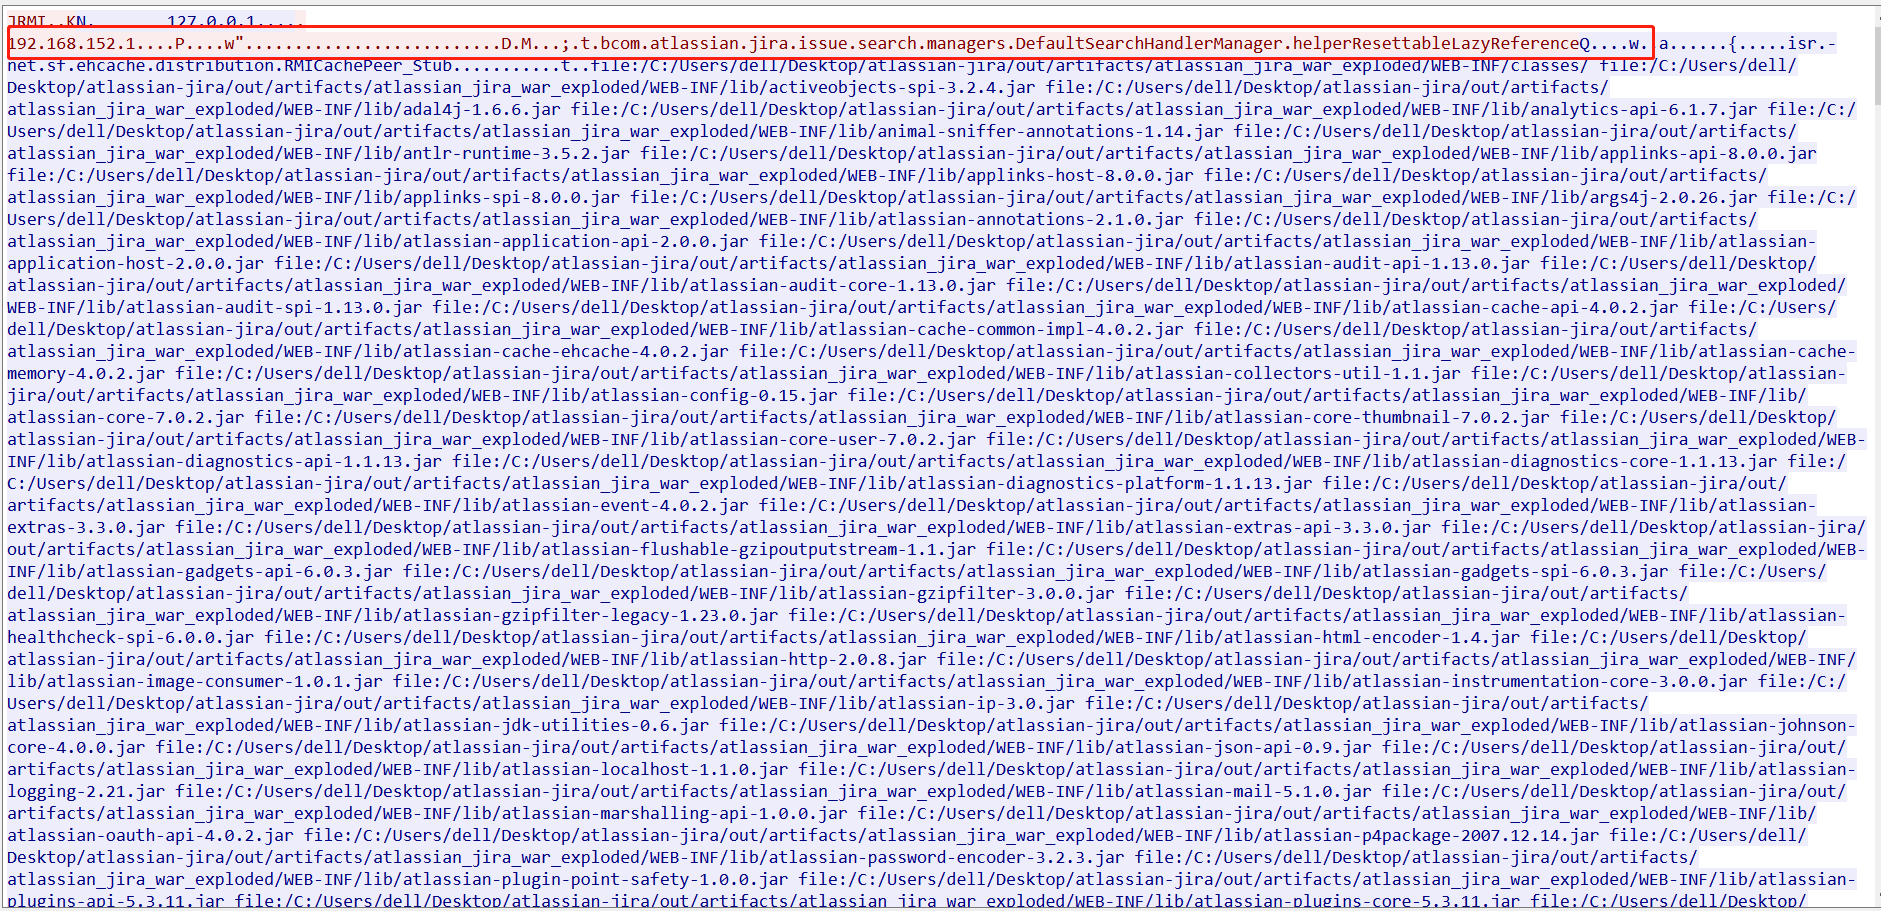 JRMI..KN.       127.0.0.1.....
192.168.152.1....P....w"..........................D.M...;.t.bcom.atlassian.jira.issue.search.managers.DefaultSearchHandlerManager.helperResettableLazyReferenceQ....w. a......{.....isr.-
net.sf.ehcache.distribution.RMICachePeer_Stub...........t..file:/C:/Users/dell/Desktop/atlassian-jira/out/artifacts/atlassian_jira_war_exploded/WEB-INF/classes/ file:/C:/Users/dell/
Desktop/atlassian-jira/out/artifacts/atlassian_jira_war_exploded/WEB-INF/lib/activeobjects-spi-3.2.4.jar file:/C:/Users/dell/Desktop/atlassian-jira/out/artifacts/
atlassian_jira_war_exploded/WEB-INF/lib/adal4j-1.6.6.jar file:/C:/Users/dell/Desktop/atlassian-jira/out/artifacts/atlassian_jira_war_exploded/WEB-INF/lib/analytics-api-6.1.7.jar file:/C:/
Users/dell/Desktop/atlassian-jira/out/artifacts/atlassian_jira_war_exploded/WEB-INF/lib/animal-sniffer-annotations-1.14.jar file:/C:/Users/dell/Desktop/atlassian-jira/out/artifacts/
atlassian_jira_war_exploded/WEB-INF/lib/antlr-runtime-3.5.2.jar file:/C:/Users/dell/Desktop/atlassian-jira/out/artifacts/atlassian_jira_war_exploded/WEB-INF/lib/applinks-api-8.0.0.jar
file:/C:/Users/dell/Desktop/atlassian-jira/out/artifacts/atlassian_jira_war_exploded/WEB-INF/lib/applinks-host-8.0.0.jar file:/C:/Users/dell/Desktop/atlassian-jira/out/artifacts/
atlassian_jira_war_exploded/WEB-INF/lib/applinks-spi-8.0.0.jar file:/C:/Users/dell/Desktop/atlassian-jira/out/artifacts/atlassian_jira_war_exploded/WEB-INF/lib/args4j-2.0.26.jar file:/C:/
Users/dell/Desktop/atlassian-jira/out/artifacts/atlassian_jira_war_exploded/WEB-INF/lib/atlassian-annotations-2.1.0.jar file:/C:/Users/dell/Desktop/atlassian-jira/out/artifacts/
atlassian_jira_war_exploded/WEB-INF/lib/atlassian-application-api-2.0.0.jar file:/C:/Users/dell/Desktop/atlassian-jira/out/artifacts/atlassian_jira_war_exploded/WEB-INF/lib/atlassian-
application-host-2.0.0.jar file:/C:/Users/dell/Desktop/atlassian-jira/out/artifacts/atlassian_jira_war_exploded/WEB-INF/lib/atlassian-audit-api-1.13.0.jar file:/C:/Users/dell/Desktop/
atlassian-jira/out/artifacts/atlassian_jira_war_exploded/WEB-INF/lib/atlassian-audit-core-1.13.0.jar file:/C:/Users/dell/Desktop/atlassian-jira/out/artifacts/atlassian_jira_war_exploded/
WEB-INF/lib/atlassian-audit-spi-1.13.0.jar file:/C:/Users/dell/Desktop/atlassian-jira/out/artifacts/atlassian_jira_war_exploded/WEB-INF/lib/atlassian-cache-api-4.0.2.jar file:/C:/Users/
dell/Desktop/atlassian-jira/out/artifacts/atlassian_jira_war_exploded/WEB-INF/lib/atlassian-cache-common-impl-4.0.2.jar file:/C:/Users/dell/Desktop/atlassian-jira/out/artifacts/
atlassian_jira_war_exploded/WEB-INF/lib/atlassian-cache-ehcache-4.0.2.jar file:/C:/Users/dell/Desktop/atlassian-jira/out/artifacts/atlassian_jira_war_exploded/WEB-INF/lib/atlassian-cache-
memory-4.0.2.jar file:/C:/Users/dell/Desktop/atlassian-jira/out/artifacts/atlassian_jira_war_exploded/WEB-INF/lib/atlassian-collectors-util-1.1.jar file:/C:/Users/dell/Desktop/atlassian-
jira/out/artifacts/atlassian_jira_war_exploded/WEB-INF/lib/atlassian-config-0.15.jar file:/C:/Users/dell/Desktop/atlassian-jira/out/artifacts/atlassian_jira_war_exploded/WEB-INF/lib/
atlassian-core-7.0.2.jar file:/C:/Users/dell/Desktop/atlassian-jira/out/artifacts/atlassian_jira_war_exploded/WEB-INF/lib/atlassian-core-thumbnail-7.0.2.jar file:/C:/Users/dell/Desktop/
atlassian-jira/out/artifacts/atlassian_jira_war_exploded/WEB-INF/lib/atlassian-core-user-7.0.2.jar file:/C:/Users/dell/Desktop/atlassian-jira/out/artifacts/atlassian_jira_war_exploded/WEB-
INF/lib/atlassian-diagnostics-api-1.1.13.jar file:/C:/Users/dell/Desktop/atlassian-jira/out/artifacts/atlassian_jira_war_exploded/WEB-INF/lib/atlassian-diagnostics-core-1.1.13.jar file:/
C:/Users/dell/Desktop/atlassian-jira/out/artifacts/atlassian_jira_war_exploded/WEB-INF/lib/atlassian-diagnostics-platform-1.1.13.jar file:/C:/Users/dell/Desktop/atlassian-jira/out/
artifacts/atlassian_jira_war_exploded/WEB-INF/lib/atlassian-event-4.0.2.jar file:/C:/Users/dell/Desktop/atlassian-jira/out/artifacts/atlassian_jira_war_exploded/WEB-INF/lib/atlassian-
extras-3.3.0.jar file:/C:/Users/dell/Desktop/atlassian-jira/out/artifacts/atlassian_jira_war_exploded/WEB-INF/lib/atlassian-extras-api-3.3.0.jar file:/C:/Users/dell/Desktop/atlassian-jira/
out/artifacts/atlassian_jira_war_exploded/WEB-INF/lib/atlassian-flushable-gzipoutputstream-1.1.jar file:/C:/Users/dell/Desktop/atlassian-jira/out/artifacts/atlassian_jira_war_exploded/WEB-
INF/lib/atlassian-gadgets-api-6.0.3.jar file:/C:/Users/dell/Desktop/atlassian-jira/out/artifacts/atlassian_jira_war_exploded/WEB-INF/lib/atlassian-gadgets-spi-6.0.3.jar file:/C:/Users/
dell/Desktop/atlassian-jira/out/artifacts/atlassian_jira_war_exploded/WEB-INF/lib/atlassian-gzipfilter-3.0.0.jar file:/C:/Users/dell/Desktop/atlassian-jira/out/artifacts/
atlassian_jira_war_exploded/WEB-INF/lib/atlassian-gzipfilter-legacy-1.23.0.jar file:/C:/Users/dell/Desktop/atlassian-jira/out/artifacts/atlassian_jira_war_exploded/WEB-INF/lib/atlassian-
healthcheck-spi-6.0.0.jar file:/C:/Users/dell/Desktop/atlassian-jira/out/artifacts/atlassian_jira_war_exploded/WEB-INF/lib/atlassian-html-encoder-1.4.jar file:/C:/Users/dell/Desktop/
atlassian-jira/out/artifacts/atlassian_jira_war_exploded/WEB-INF/lib/atlassian-http-2.0.8.jar file:/C:/Users/dell/Desktop/atlassian-jira/out/artifacts/atlassian_jira_war_exploded/WEB-INF/
lib/atlassian-image-consumer-1.0.1.jar file:/C:/Users/dell/Desktop/atlassian-jira/out/artifacts/atlassian_jira_war_exploded/WEB-INF/lib/atlassian-instrumentation-core-3.0.0.jar file:/C:/
Users/dell/Desktop/atlassian-jira/out/artifacts/atlassian_jira_war_exploded/WEB-INF/lib/atlassian-ip-3.0.jar file:/C:/Users/dell/Desktop/atlassian-jira/out/artifacts/
atlassian_jira_war_exploded/WEB-INF/lib/atlassian-jdk-utilities-0.6.jar file:/C:/Users/dell/Desktop/atlassian-jira/out/artifacts/atlassian_jira_war_exploded/WEB-INF/lib/atlassian-johnson-
core-4.0.0.jar file:/C:/Users/dell/Desktop/atlassian-jira/out/artifacts/atlassian_jira_war_exploded/WEB-INF/lib/atlassian-json-api-0.9.jar file:/C:/Users/dell/Desktop/atlassian-jira/out/
artifacts/atlassian_jira_war_exploded/WEB-INF/lib/atlassian-localhost-1.1.0.jar file:/C:/Users/dell/Desktop/atlassian-jira/out/artifacts/atlassian_jira_war_exploded/WEB-INF/lib/atlassian-
logging-2.21.jar file:/C:/Users/dell/Desktop/atlassian-jira/out/artifacts/atlassian_jira_war_exploded/WEB-INF/lib/atlassian-mail-5.1.0.jar file:/C:/Users/dell/Desktop/atlassian-jira/out/
artifacts/atlassian_jira_war_exploded/WEB-INF/lib/atlassian-marshalling-api-1.0.0.jar file:/C:/Users/dell/Desktop/atlassian-jira/out/artifacts/atlassian_jira_war_exploded/WEB-INF/lib/
atlassian-oauth-api-4.0.2.jar file:/C:/Users/dell/Desktop/atlassian-jira/out/artifacts/atlassian_jira_war_exploded/WEB-INF/lib/atlassian-p4package-2007.12.14.jar file:/C:/Users/dell/
Desktop/atlassian-jira/out/artifacts/atlassian_jira_war_exploded/WEB-INF/lib/atlassian-password-encoder-3.2.3.jar file:/C:/Users/dell/Desktop/atlassian-jira/out/artifacts/
atlassian_jira_war_exploded/WEB-INF/lib/atlassian-plugin-point-safety-1.0.0.jar file:/C:/Users/dell/Desktop/atlassian-jira/out/artifacts/atlassian_jira_war_exploded/WEB-INF/lib/atlassian-
plugins-api-5.3.11.jar file:/C:/Users/dell/Desktop/atlassian-jira/out/artifacts/atlassian_jira_war_exploded/WEB-INF/lib/atlassian-plugins-core-5.3.11.jar file:/C:/Users/dell/Desktop/